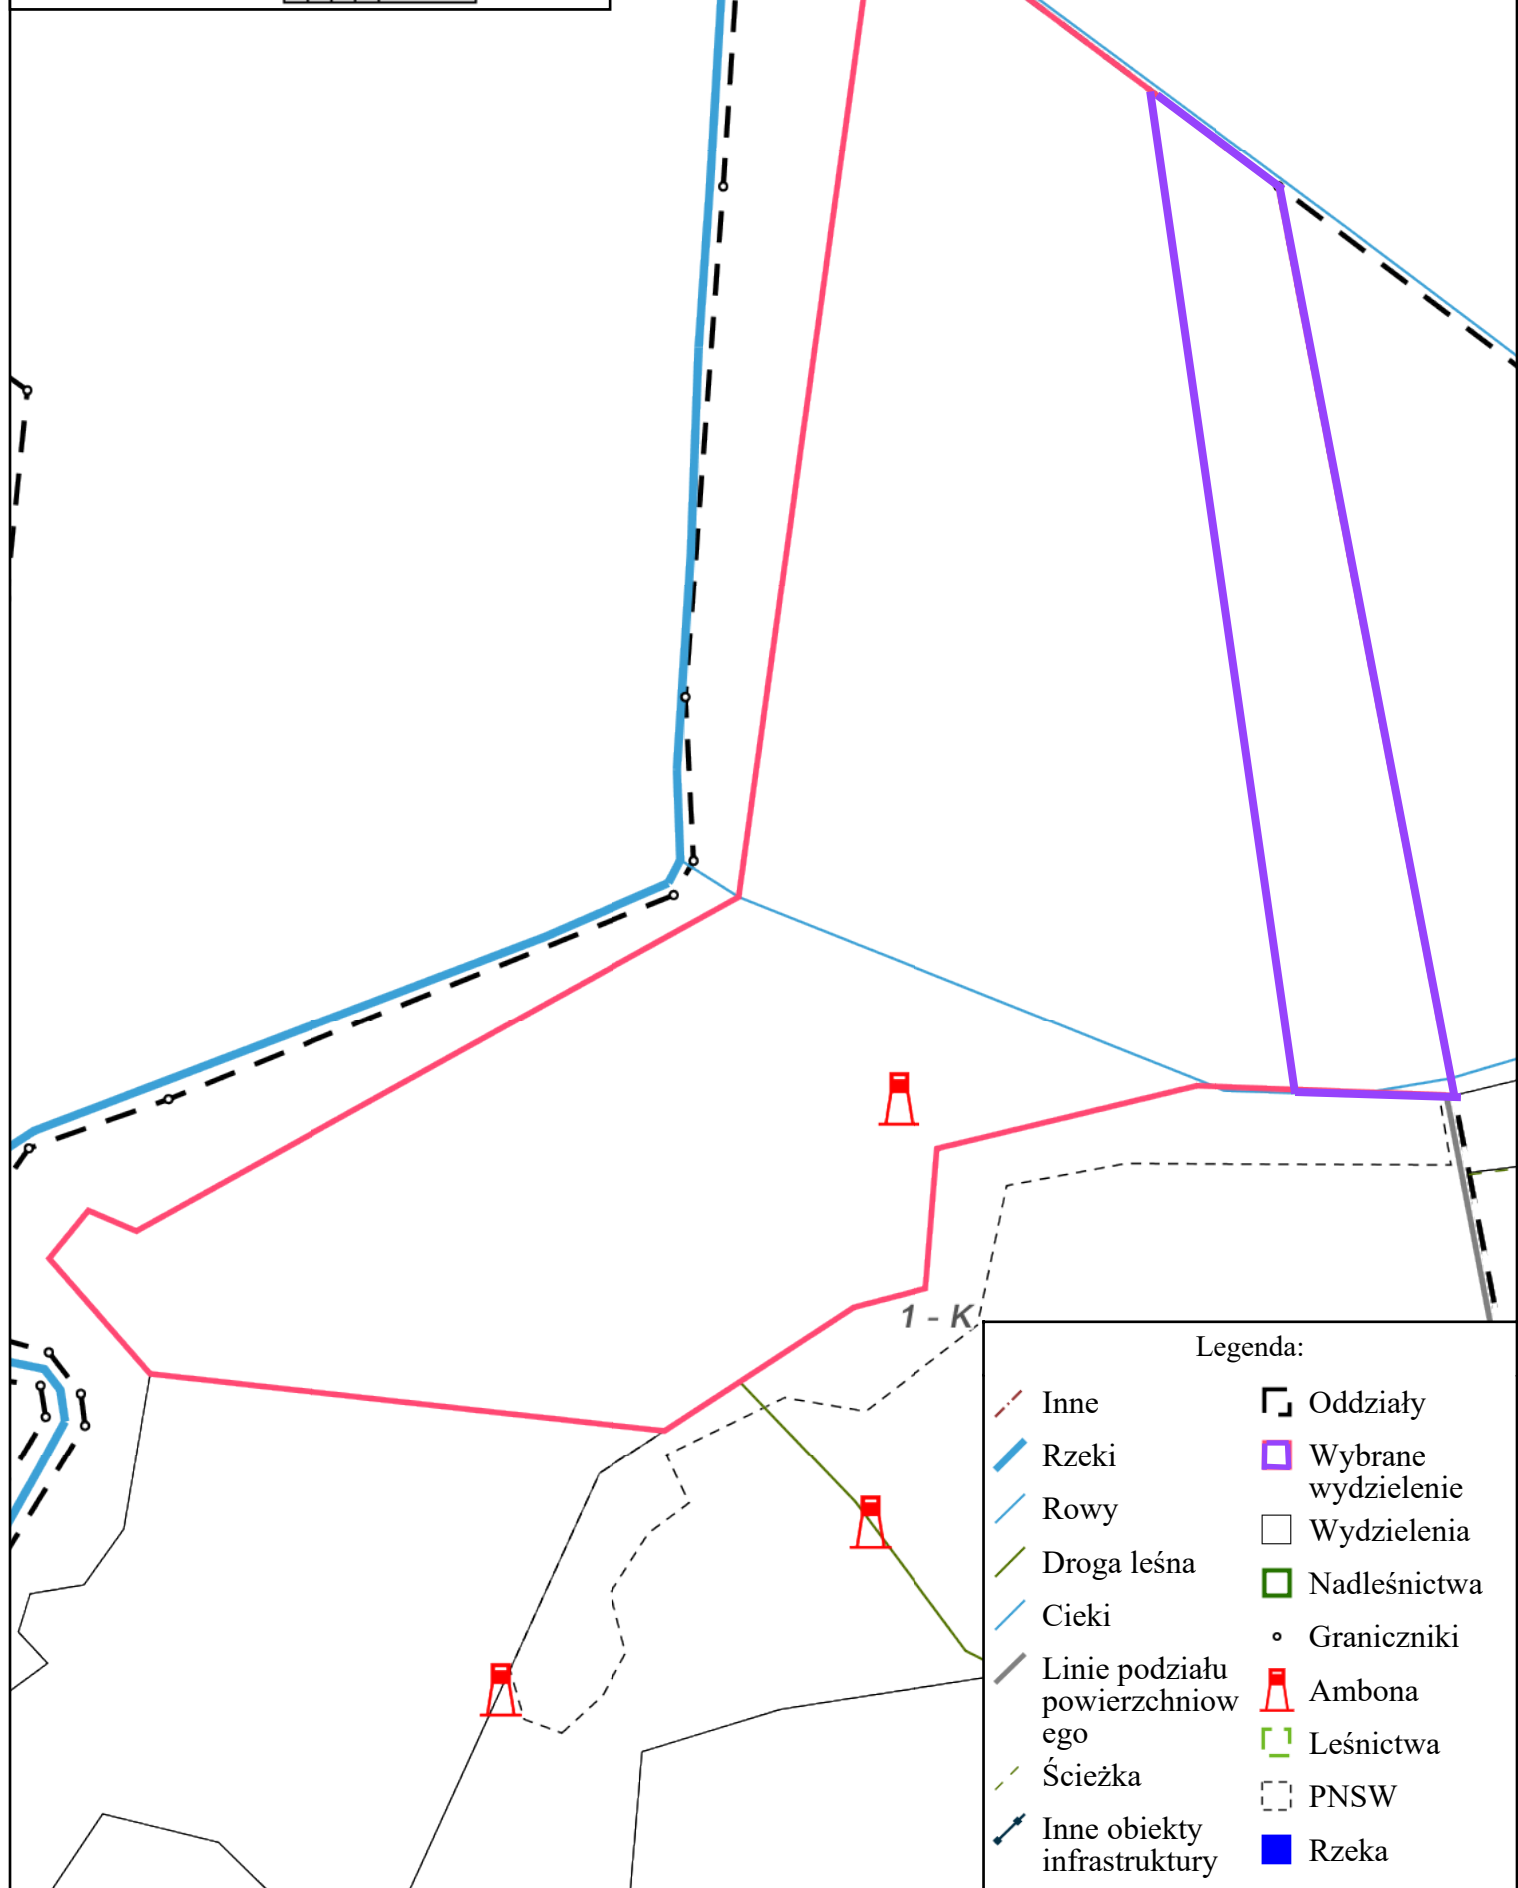 1 - K
Legenda:
Inne
Rzeki
Rowy
Droga leśna
Cieki
Linie podziału
powierzchniow
ego
Ścieżka
Inne obiekty
infrastruktury
Oddziały
Wybrane
wydzielenie
Wydzielenia
Nadleśnictwa
Graniczniki
Ambona
Leśnictwa
PNSW
Rzeka